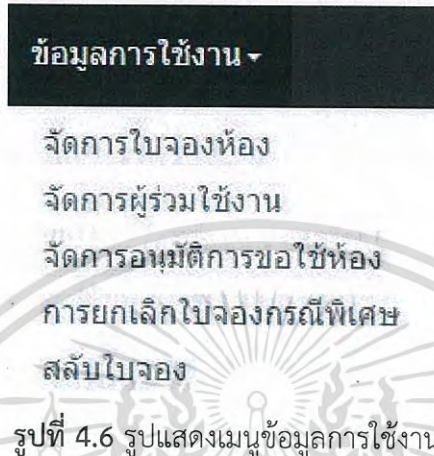 ข้อมูลการใช้งาน
จัดการใบจองห้อง
จัดการผู้ร่วมใช้งาน
จัดการอนุมัติการขอใช้ห้อง
การยกเลิกใบจองกรณีพิเศษ
สลับใบจอง
รูปที่ 4.6 รูปแสดงเมนูข้อมูลการใช้งาน